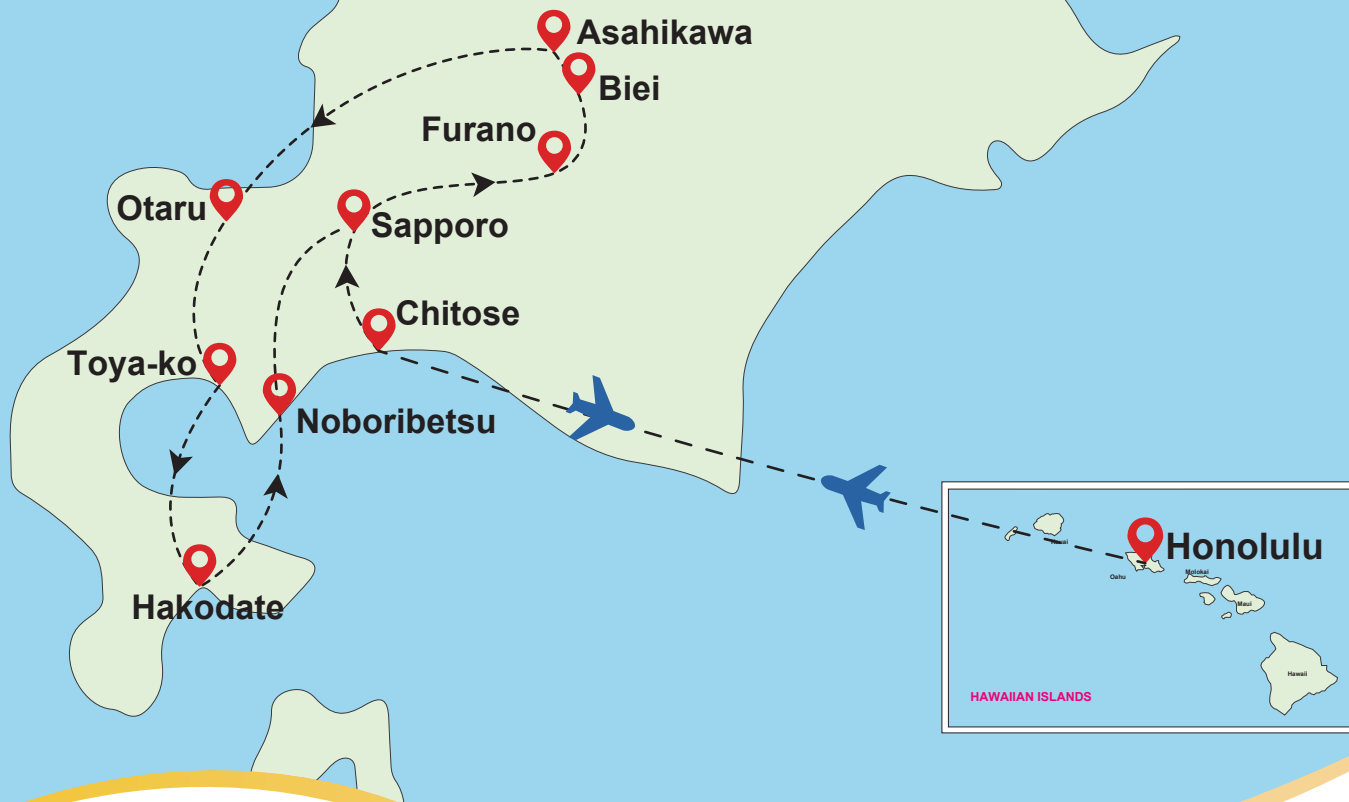 Asahikawa
Biei
Furano
Otaru
Sapporo
Chitose
Toya-ko
Noboribetsu
Hakodate
Honolulu
Oahu
Molokai
Maui
Hawaii
HAWAIIAN ISLANDS